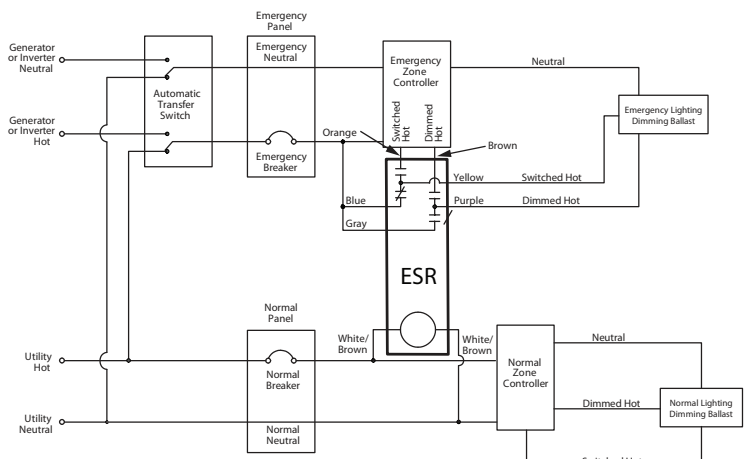 Emergency
Panel
Generator
or Inverter
Neutral
Emergency
Neutral
Emergency
Zone
Controller
Neutral
Automatic
Transfer
Switch
Emergency Lighting
Dimming Ballast
Generator
or Inverter
Hot
Orange
Switched
Hot
Dimmed
Hot
Brown
Emergency
Breaker
Yellow
Switched Hot
Blue
Purple
Dimmed Hot
Gray
ESR
Normal
Panel
White/
Brown
White/
Brown
Neutral
Utility
Hot
Normal
Breaker
Normal
Zone
Controller
Dimmed Hot
Normal Lighting
Dimming Ballast
Utility
Neutral
Normal
Neutral
Switched Hot